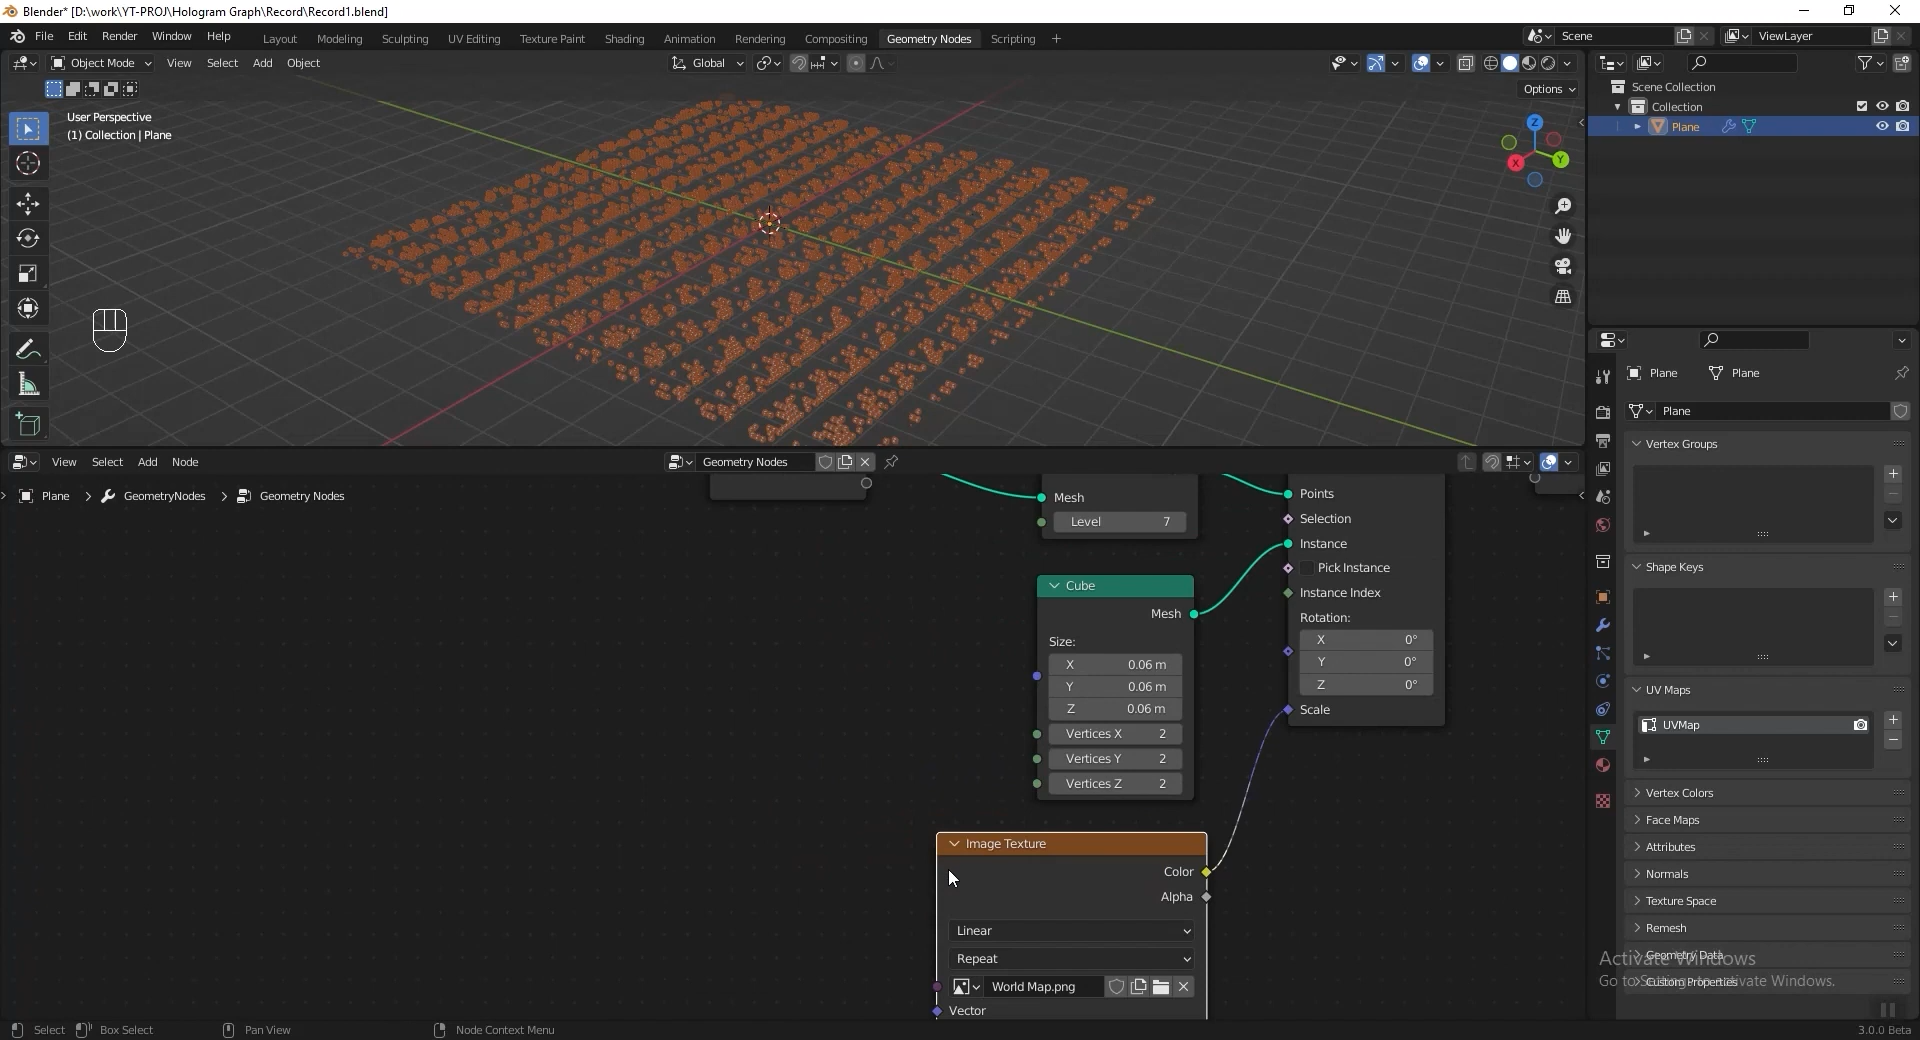 Blender* [D:\work\YT-PROJ\Hologram Graph\Record\Record1.blend]
File Edit Render Window Help Layout Modeling Sculpting UV Editing Texture Paint Shading Animation Rendering Compositing Geometry Nodes Scripting + Scene ViewLayer
Object Mode View Select Add Object Global
Options
User Perspective
(1) Collection | Plane
Z
Y
X
Scene Collection
Collection
Plane
Plane Plane
Plane
Vertex Groups
Shape Keys
UV Maps
UVMap
Vertex Colors
Face Maps
Attributes
Normals
Texture Space
Remesh
Geometry Data
Custom Properties
Activate Windows
Go to Settings to activate Windows.
View Select Add Node Geometry Nodes
Plane GeometryNodes Geometry Nodes
Mesh
Level 7
Points
Selection
Instance
Pick Instance
Instance Index
Rotation:
X 0°
Y 0°
Z 0°
Scale
Cube
Mesh
Size:
X 0.06 m
Y 0.06 m
Z 0.06 m
Vertices X 2
Vertices Y 2
Vertices Z 2
Image Texture
Color
Alpha
Linear
Repeat
World Map.png
Vector
Select Box Select Pan View Node Context Menu 3.0.0 Beta